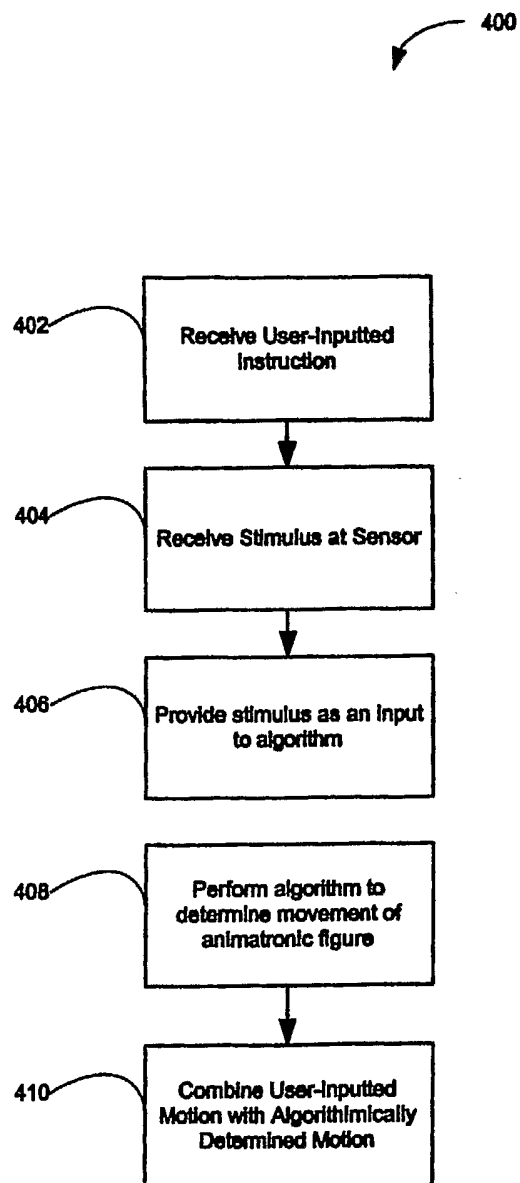 400
402
Receive User-Inputted
Instruction
404
Receive Stimulus at Sensor
406
Provide stimulus as an input
to algorithm
408
Perform algorithm to
determine movement of
animatronic figure
410
Combine User-Inputted
Motion with Algorithimically
Determined Motion